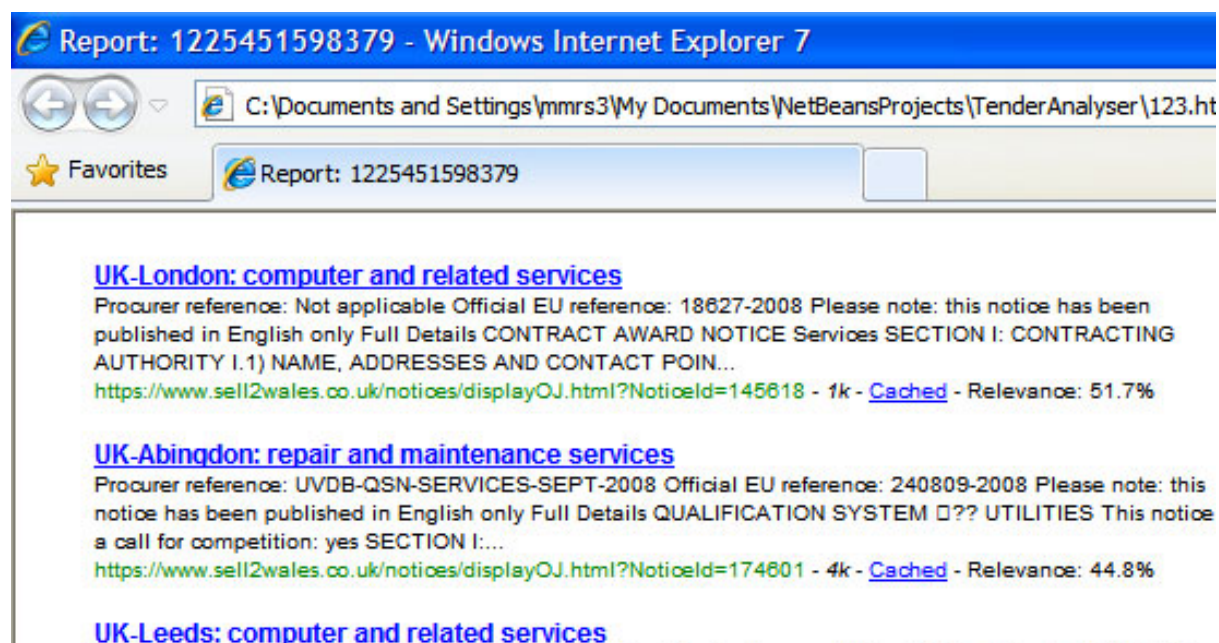 Report: 1225451598379 - Windows Internet Explorer 7
C:\Documents and Settings\mmrs3\My Documents\NetBeansProjects\TenderAnalyser\123.ht
Favorites
Report: 1225451598379
UK-London: computer and related services
Procurer reference: Not applicable Official EU reference: 18627-2008 Please note: this notice has been
published in English only Full Details CONTRACT AWARD NOTICE Services SECTION I: CONTRACTING
AUTHORITY I.1) NAME, ADDRESSES AND CONTACT POIN...
https://www.sell2wales.co.uk/notices/displayOJ.html?NoticeId=145618 - 1k - Cached - Relevance: 51.7%
UK-Abingdon: repair and maintenance services
Procurer reference: UVDB-QSN-SERVICES-SEPT-2008 Official EU reference: 240809-2008 Please note: this
notice has been published in English only Full Details QUALIFICATION SYSTEM □?? UTILITIES This notice
a call for competition: yes SECTION I:...
https://www.sell2wales.co.uk/notices/displayOJ.html?NoticeId=174601 - 4k - Cached - Relevance: 44.8%
UK-Leeds: computer and related services